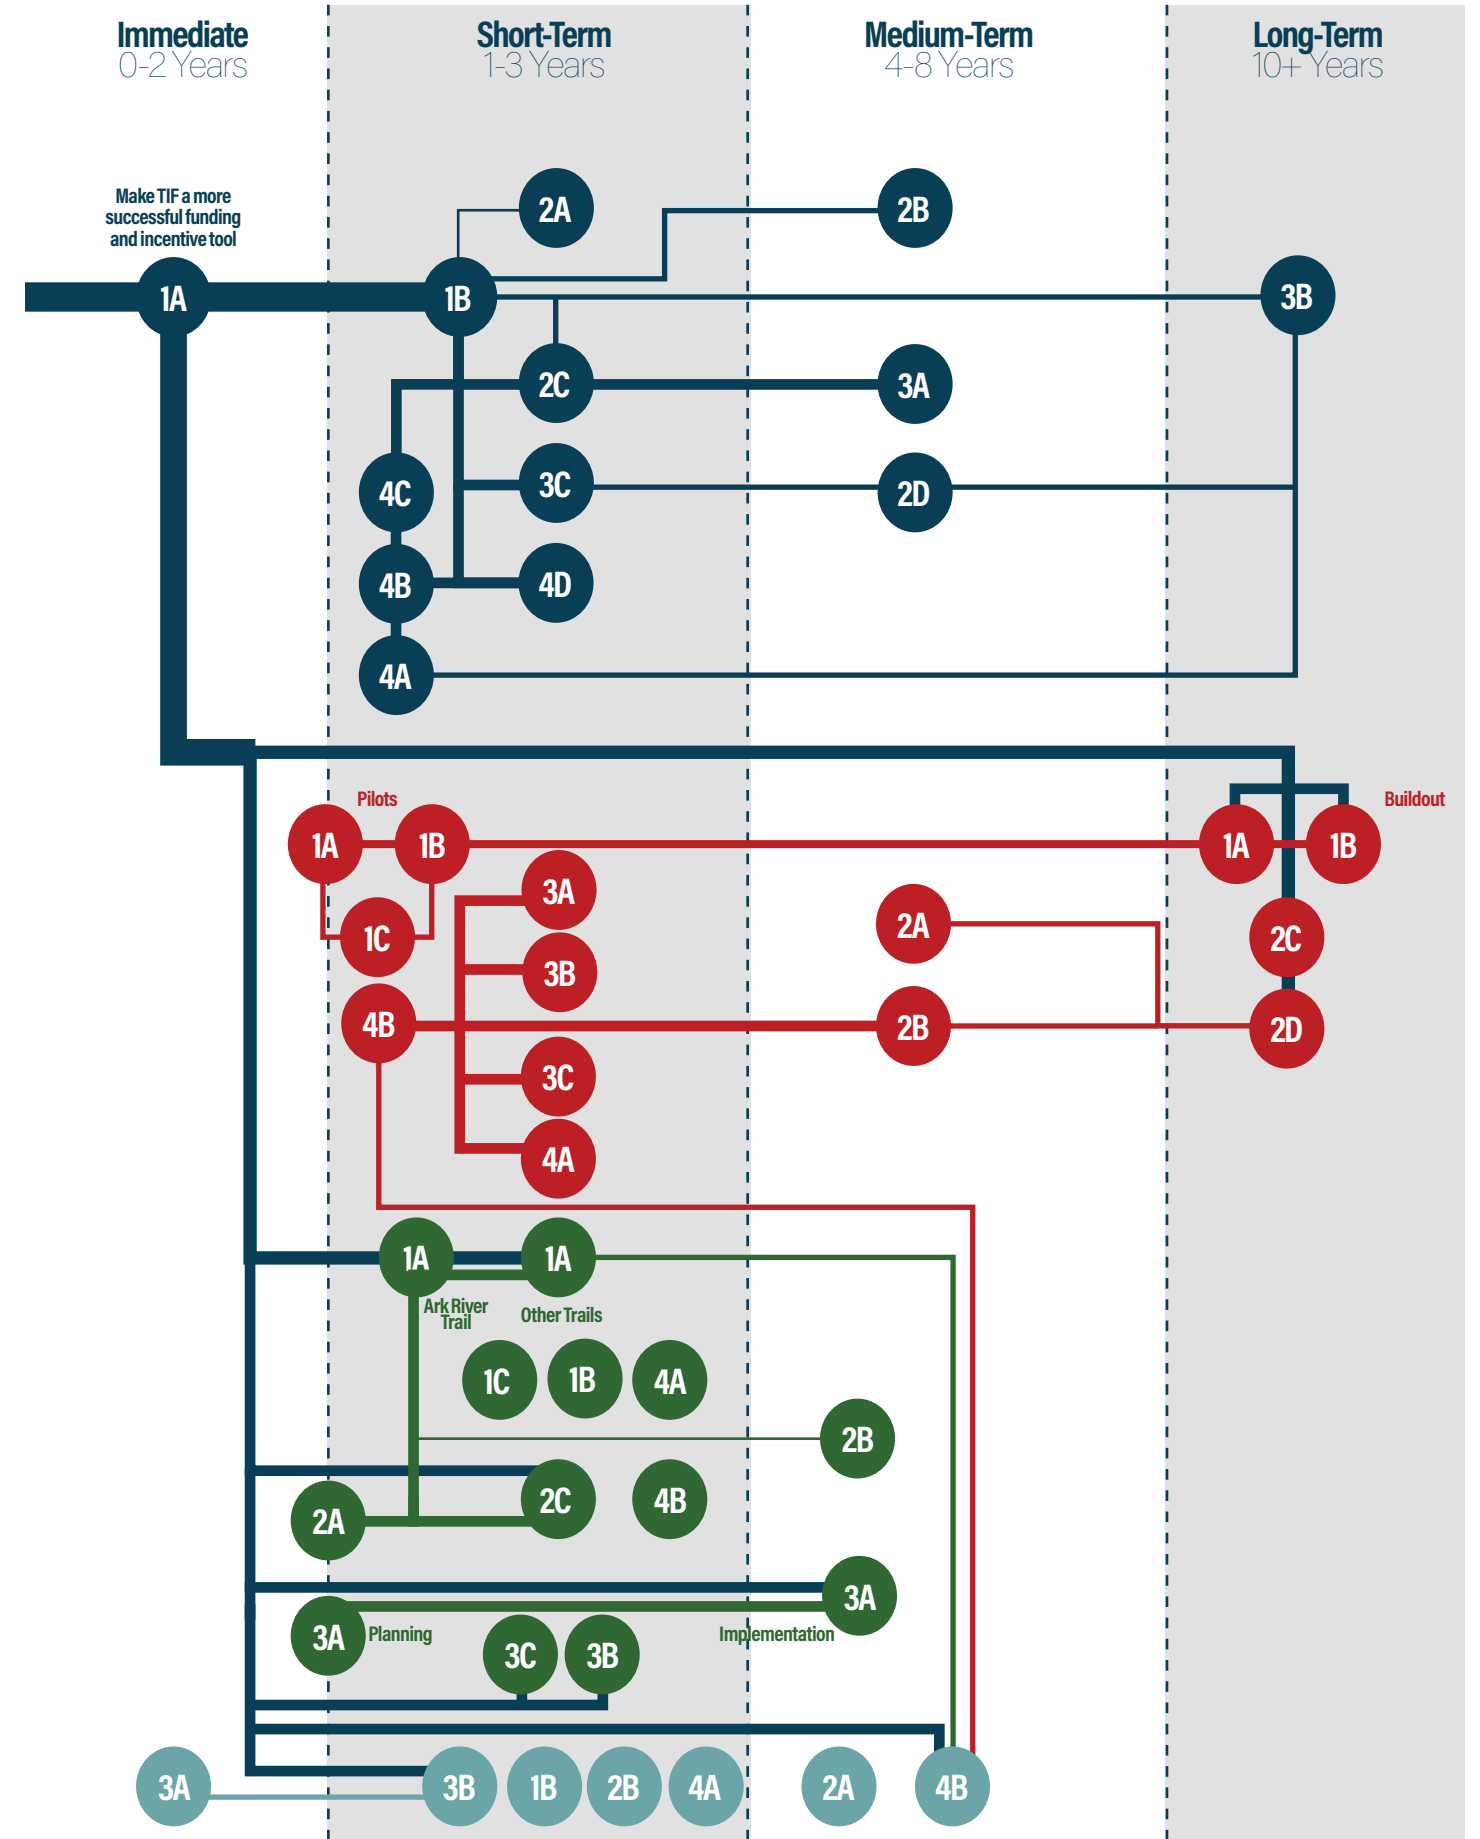 Immediate
0-2 Years
Short-Term
1-3 Years
Medium-Term
4-8 Years
Long-Term
10+ Years
Make TIF a more
successful funding
and incentive tool
2A
2B
1A
1B
3B
2C
3A
4C
3C
2D
4B
4D
4A
Pilots
Buildout
1A
1B
1A
1B
3A
1C
2A
2C
3B
4B
2B
2D
3C
4A
1A
1A
Ark River
Trail
Other Trails
1C
1B
4A
2B
2C
4B
2A
3A
3A
Planning
Implementation
3C
3B
3A
3B
1B
2B
4A
2A
4B